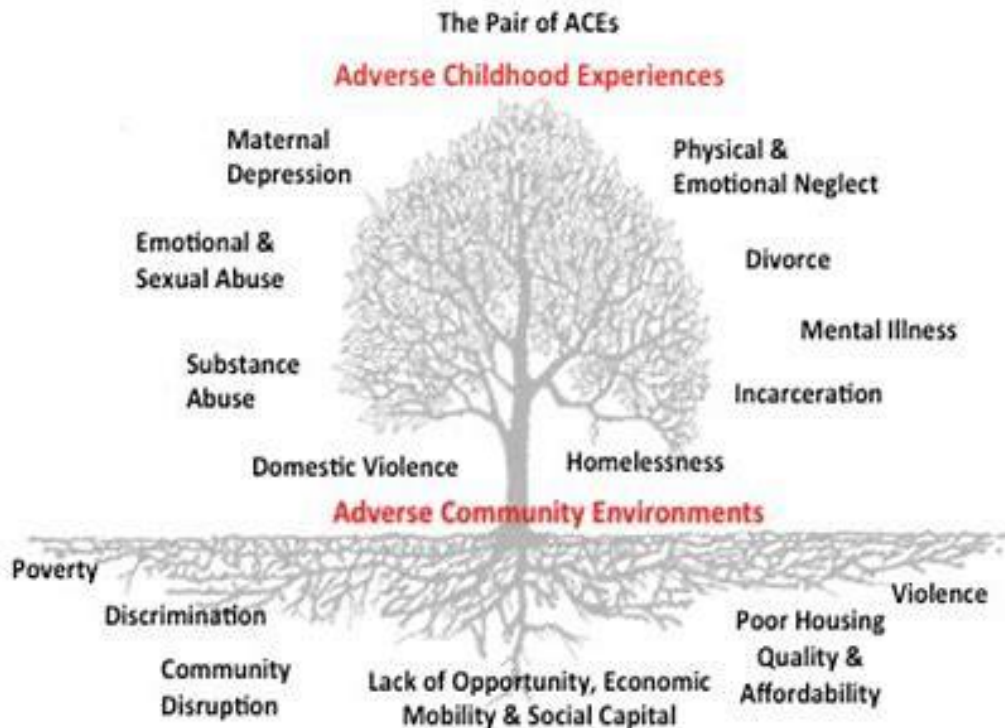 The Pair of ACEs
Adverse Childhood Experiences
Maternal
Depression
Physical &
Emotional Neglect
Emotional &
Sexual Abuse
Divorce
Mental Illness
Substance
Abuse
Incarceration
Domestic Violence
Homelessness
Adverse Community Environments
Poverty
Discrimination
Violence
Community
Disruption
Lack of Opportunity, Economic
Mobility & Social Capital
Poor Housing
Quality &
Affordability